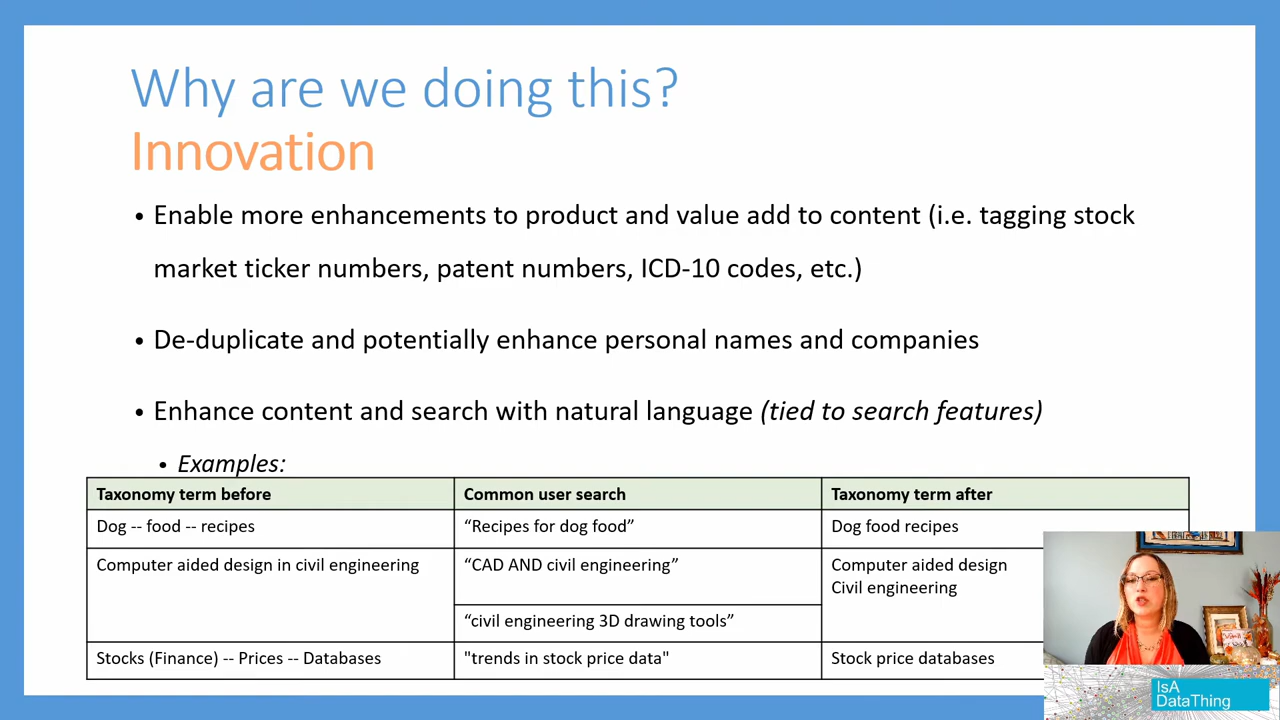 Why are we doing this?
Innovation
• Enable more enhancements to product and value add to content (i.e. tagging stock
market ticker numbers, patent numbers, ICD-10 codes, etc.)
• De-duplicate and potentially enhance personal names and companies
• Enhance content and search with natural language (tied to search features)
• Examples:
Taxonomy term before Common user search Taxonomy term after
Dog -- food -- recipes “Recipes for dog food” Dog food recipes
Computer aided design in civil engineering “CAD AND civil engineering” Computer aided design
Civil engineering
“civil engineering 3D drawing tools”
Stocks (Finance) -- Prices -- Databases "trends in stock price data" Stock price databases
IsA
DataThing